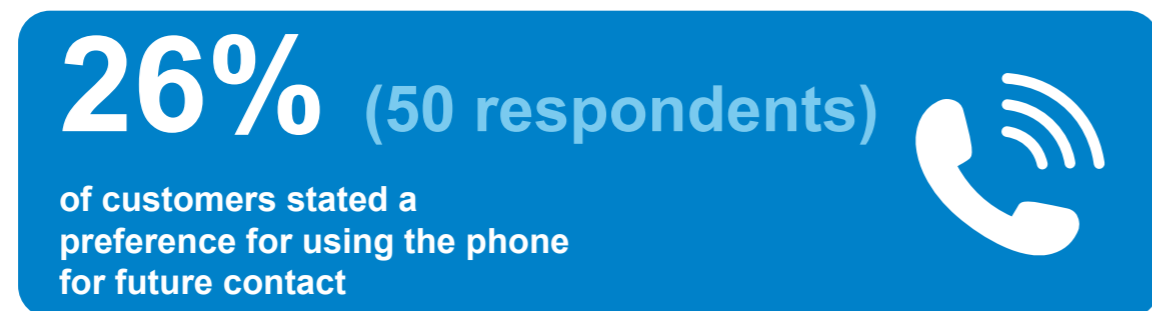 26% (50 respondents)
of customers stated a
preference for using the phone
for future contact